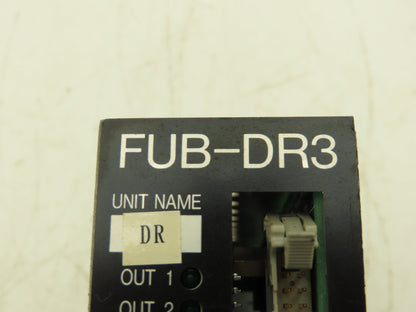 FUB-DR3
UNIT NAME
DR
OUT 1
OUT 2